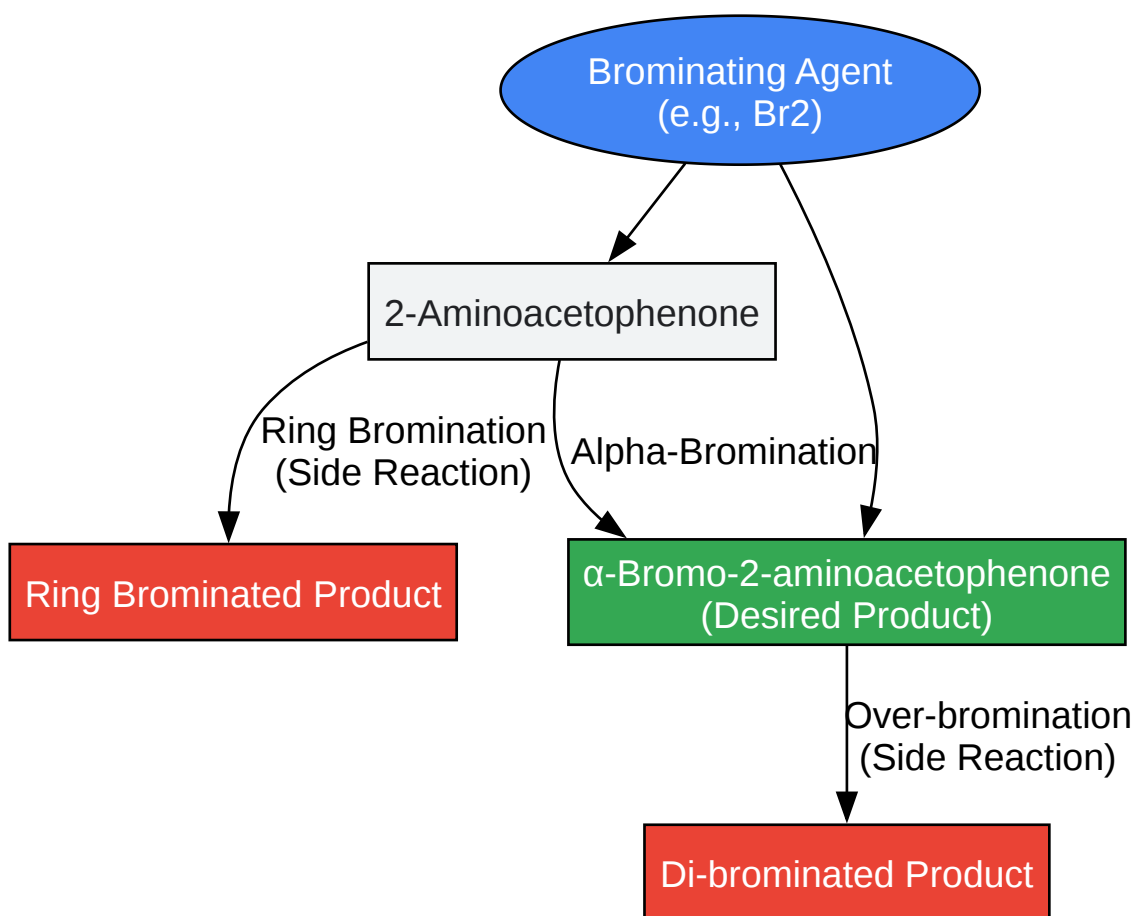 Brominating Agent
(e.g., Br2)
2-Aminoacetophenone
Ring Bromination
(Side Reaction)
Alpha-Bromination
Ring Brominated Product
α-Bromo-2-aminoacetophenone
(Desired Product)
Over-bromination
(Side Reaction)
Di-brominated Product